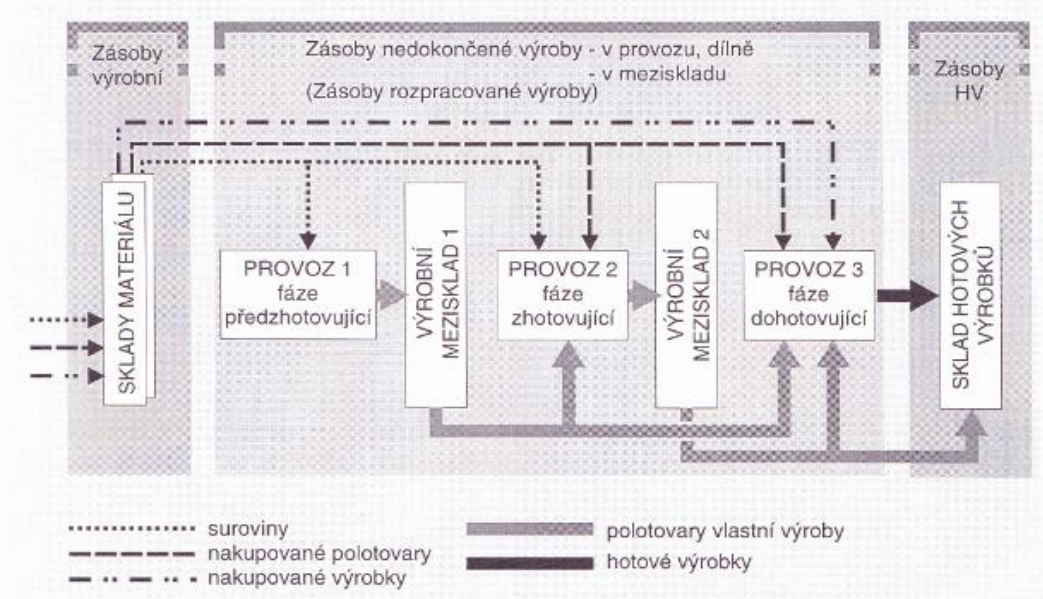 Zásoby
výrobní
Zásoby nedokončené výroby - v provozu, dílně
- v meziskladu
(Zásoby rozpracované výroby)
Zásoby
HV
SKLADY MATERIÁLU
PROVOZ 1
fáze
předzhotovující
VÝROBNÍ
MEZISKLAD 1
PROVOZ 2
fáze
zhotovující
VÝROBNÍ
MEZISKLAD 2
PROVOZ 3
fáze
dohotovující
SKLAD HOTOVÝCH
VÝROBKŮ
suroviny
nakupované polotovary
nakupované výrobky
polotovary vlastní výroby
hotové výrobky